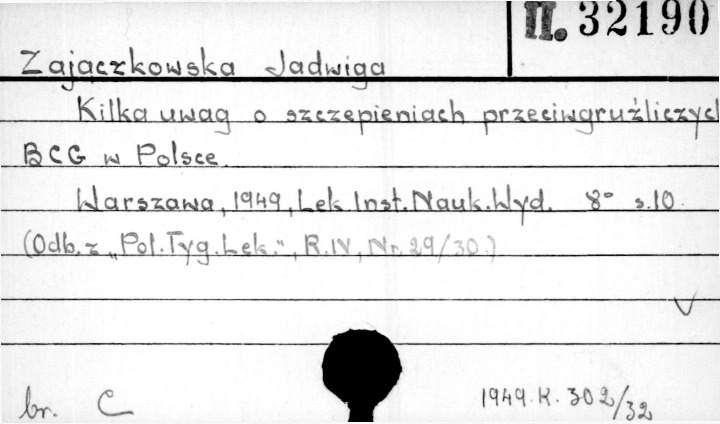 II. 32190
Zajączkowska Jadwiga
Kilka uwag o szczepieniach przeciwgruźliczych
BCG w Polsce.
Warszawa, 1949, Lek. Inst. Nauk. Wyd. 8° s. 10.
(Odb. z „Pol. Tyg. Lek.", R. IV, Nr. 29/30.)
V
br. C 1949. K. 302/32